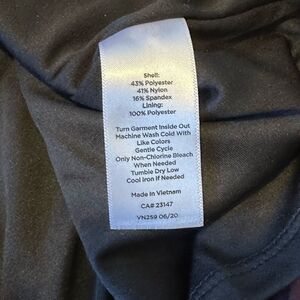 Shell:
43% Polyester
41% Nylon
16% Spandex
Lining:
100% Polyester
Turn Garment Inside Out
Machine Wash Cold With
Like Colors
Gentle Cycle
Only Non-Chlorine Bleach
When Needed
Tumble Dry Low
Cool Iron If Needed
Made In Vietnam
CA# 23147
VN259 06/20